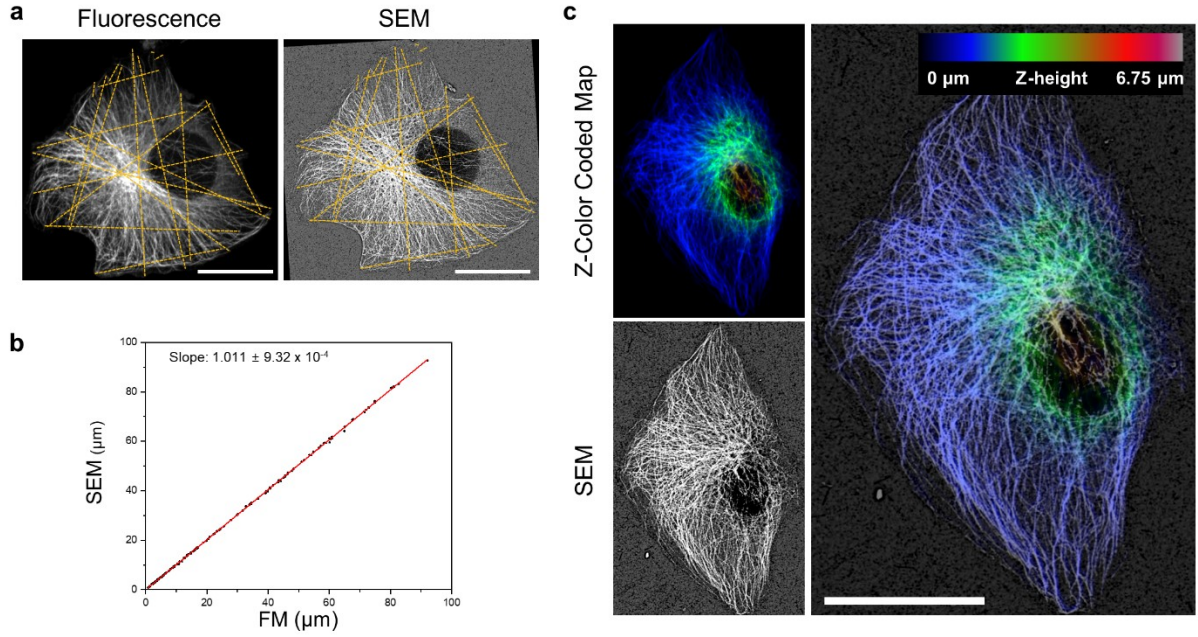 a
Fluorescence
SEM
b
100
80
60
40
20
0
Slope: 1.011 ± 9.32 x 10⁻⁴
SEM (μm)
0 20 40 60 80 100
FM (μm)
c
Z-Color Coded Map
SEM
0 μm Z-height 6.75 μm